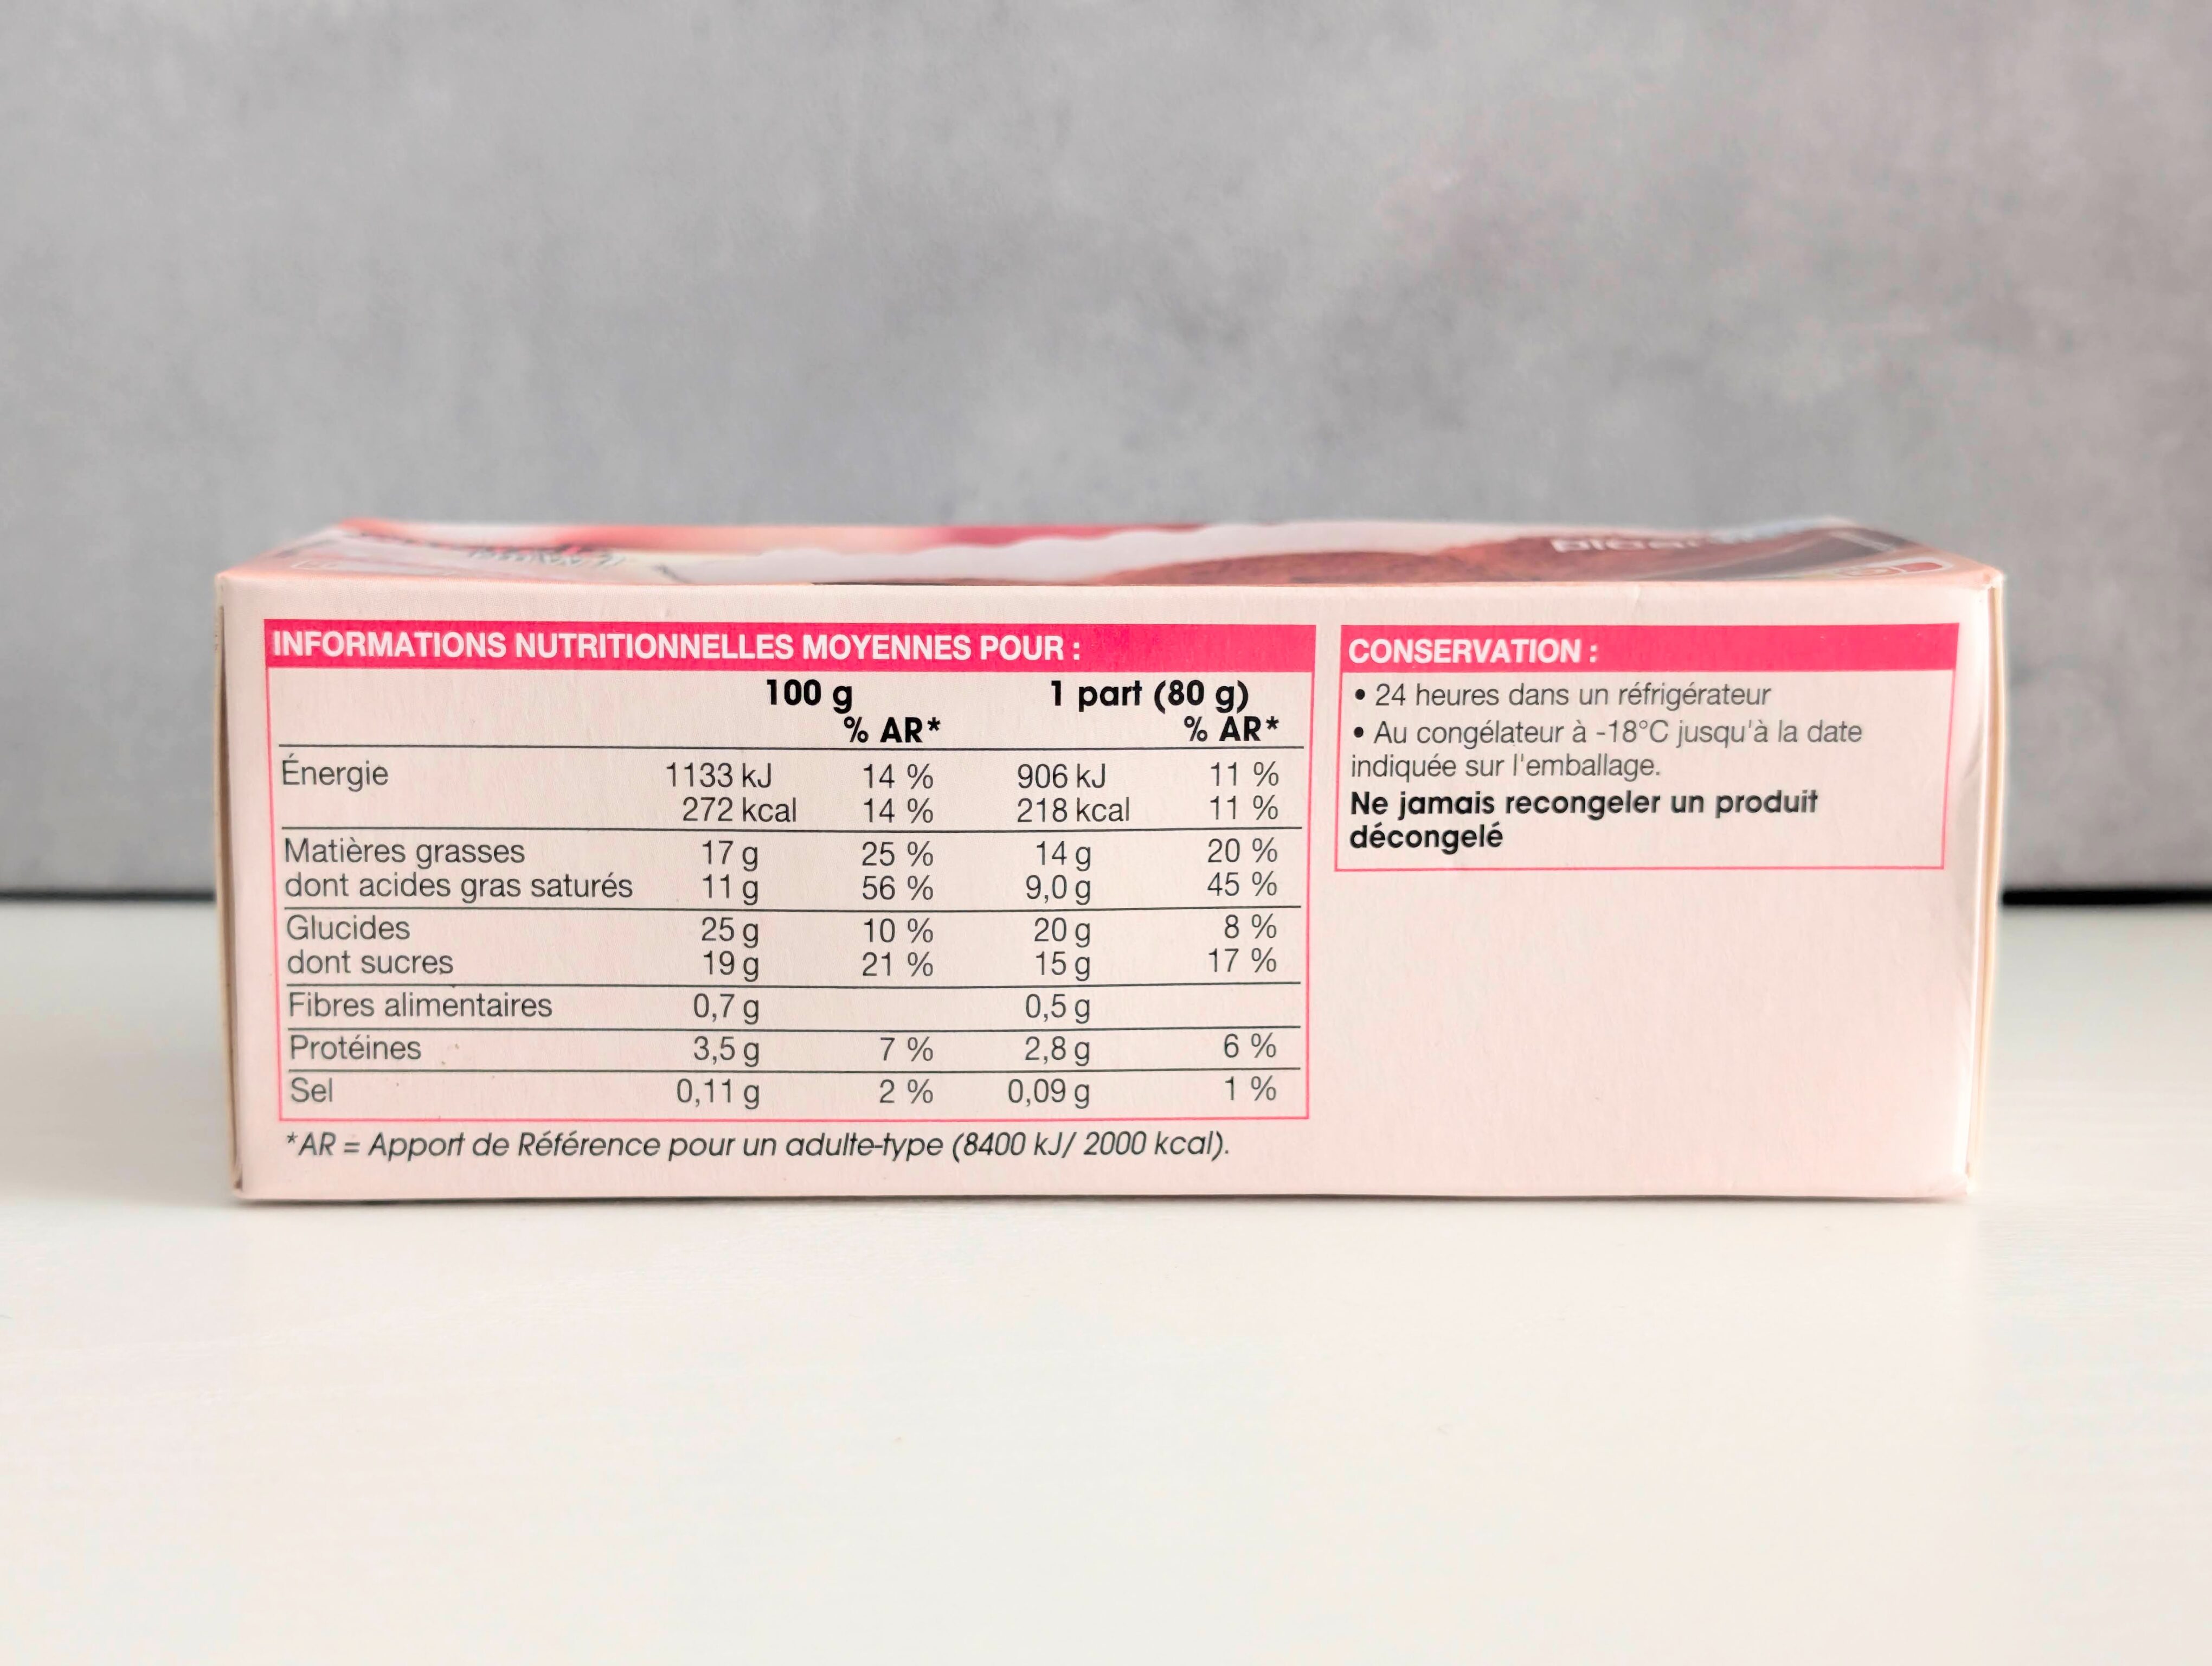 INFORMATIONS NUTRITIONNELLES MOYENNES POUR :
100 g 1 part (80 g)
% AR* % AR*
Énergie 1133 kJ 14 % 906 kJ 11 %
272 kcal 14 % 218 kcal 11 %
Matières grasses 17 g 25 % 14 g 20 %
dont acides gras saturés 11 g 56 % 9,0 g 45 %
Glucides 25 g 10 % 20 g 8 %
dont sucres 19 g 21 % 15 g 17 %
Fibres alimentaires 0,7 g 0,5 g
Protéines 3,5 g 7 % 2,8 g 6 %
Sel 0,11 g 2 % 0,09 g 1 %
*AR = Apport de Référence pour un adulte-type (8400 kJ/ 2000 kcal).
CONSERVATION :
• 24 heures dans un réfrigérateur
• Au congélateur à -18°C jusqu'à la date
indiquée sur l'emballage.
Ne jamais recongeler un produit
décongelé